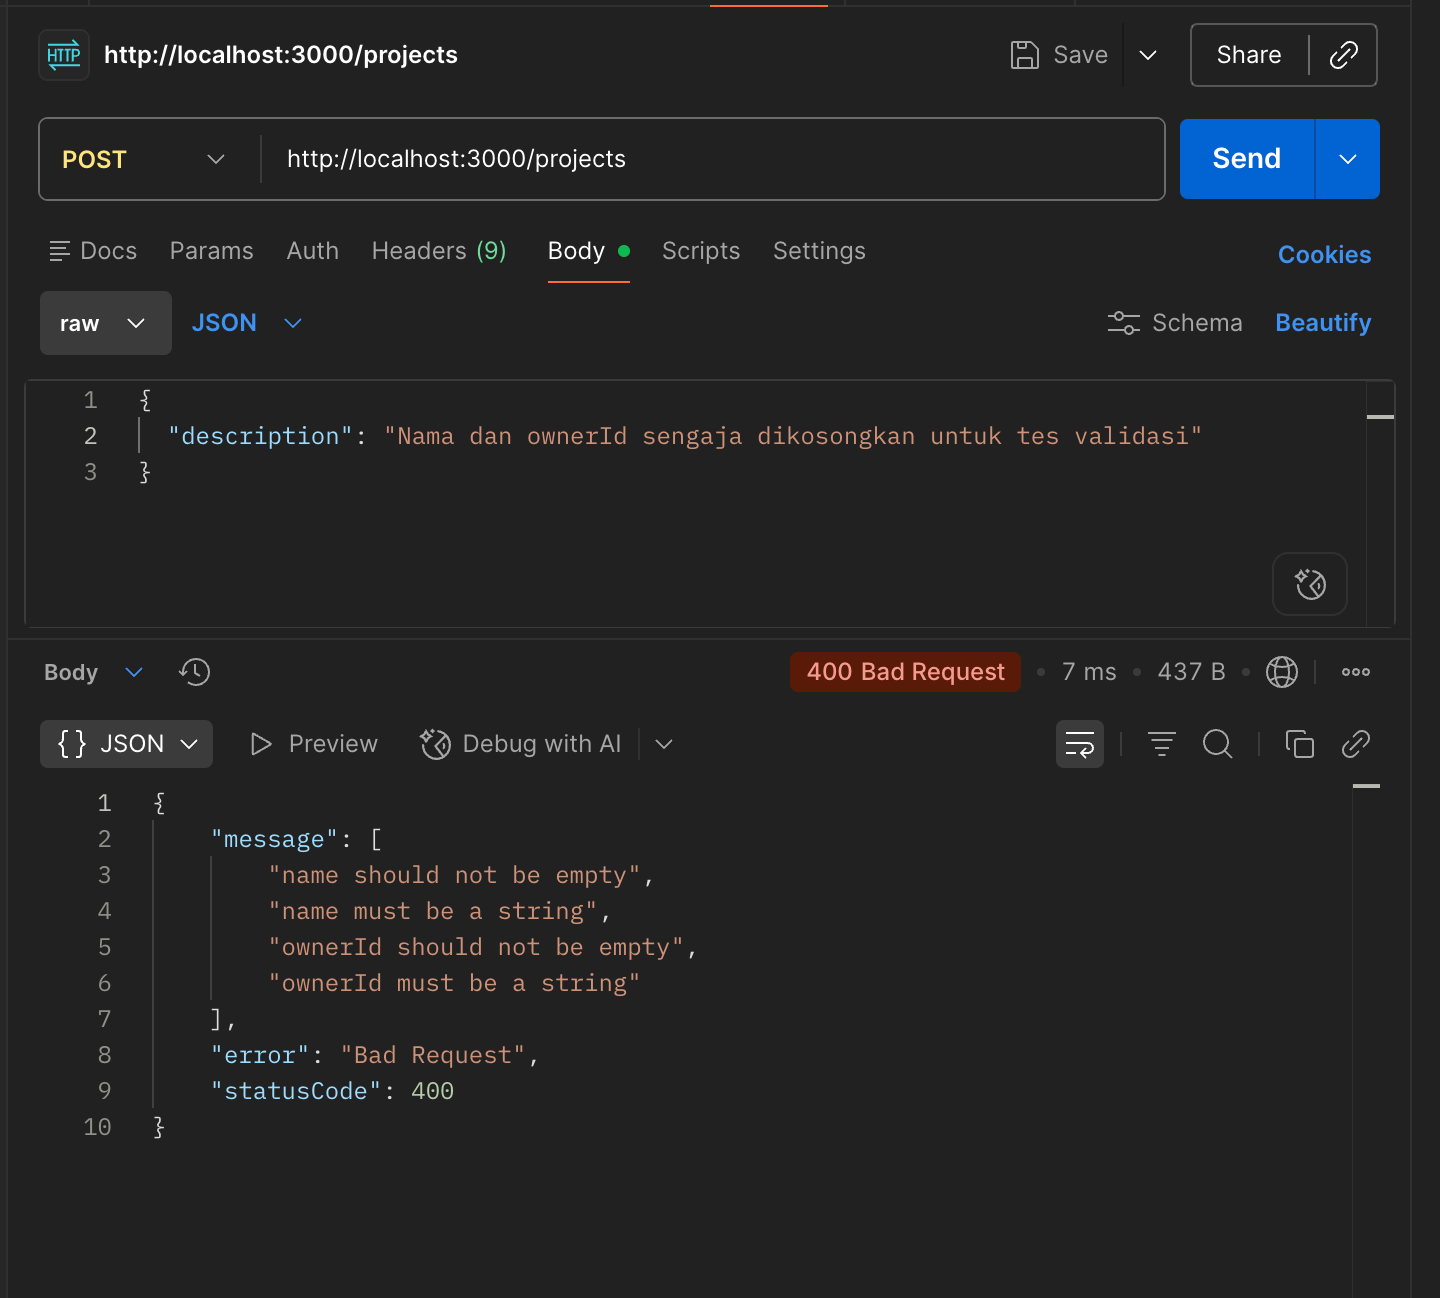 HTTP http://localhost:3000/projects Save Share
POST http://localhost:3000/projects Send
Docs Params Auth Headers (9) Body Scripts Settings Cookies
raw JSON Schema Beautify
1 {
2 "description": "Nama dan ownerId sengaja dikosongkan untuk tes validasi"
3 }
Body 400 Bad Request • 7 ms • 437 B •
{} JSON Preview Debug with AI
1 {
2 "message": [
3 "name should not be empty",
4 "name must be a string",
5 "ownerId should not be empty",
6 "ownerId must be a string"
7 ],
8 "error": "Bad Request",
9 "statusCode": 400
10 }